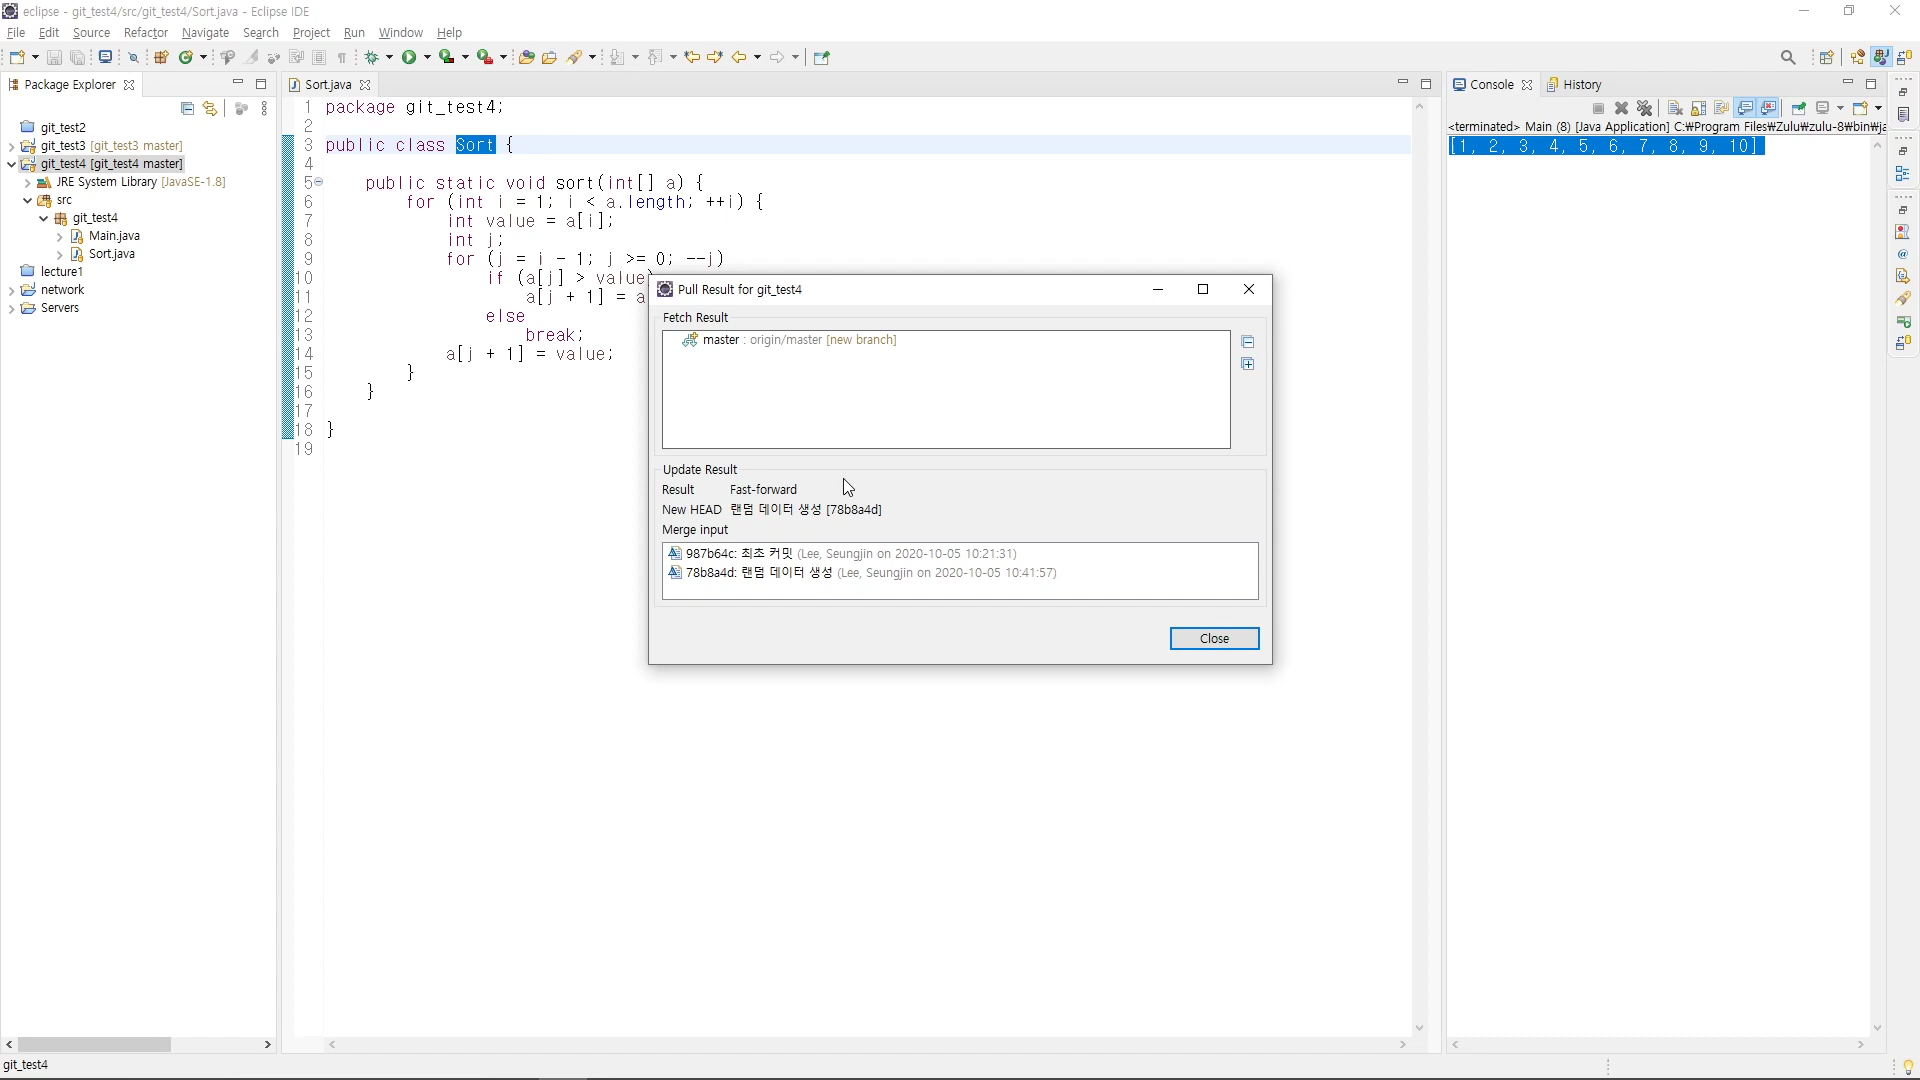 eclipse - git_test4/src/git_test4/Sort.java - Eclipse IDE
File Edit Source Refactor Navigate Search Project Run Window Help
Package Explorer
git_test2
git_test3 [git_test3 master]
git_test4 [git_test4 master]
JRE System Library [JavaSE-1.8]
src
git_test4
Main.java
Sort.java
lecture1
network
Servers
Sort.java
1 package git_test4;
2
3 public class Sort {
4
5 public static void sort(int[] a) {
6 for (int i = 1; i < a.length; ++i) {
7 int value = a[i];
8 int j;
9 for (j = i - 1; j >= 0; --j)
10 if (a[j] > value)
11 a[j + 1] = a
12 else
13 break;
14 a[j + 1] = value;
15 }
16 }
17
18 }
19
Pull Result for git_test4
Fetch Result
master : origin/master [new branch]
Update Result
Result Fast-forward
New HEAD 랜덤 데이터 생성 [78b8a4d]
Merge input
987b64c: 최초 커밋 (Lee, Seungjin on 2020-10-05 10:21:31)
78b8a4d: 랜덤 데이터 생성 (Lee, Seungjin on 2020-10-05 10:41:57)
Close
Console History
<terminated> Main (8) [Java Application] C:₩Program Files₩Zulu₩zulu-8₩bin₩ja
[1, 2, 3, 4, 5, 6, 7, 8, 9, 10]
git_test4